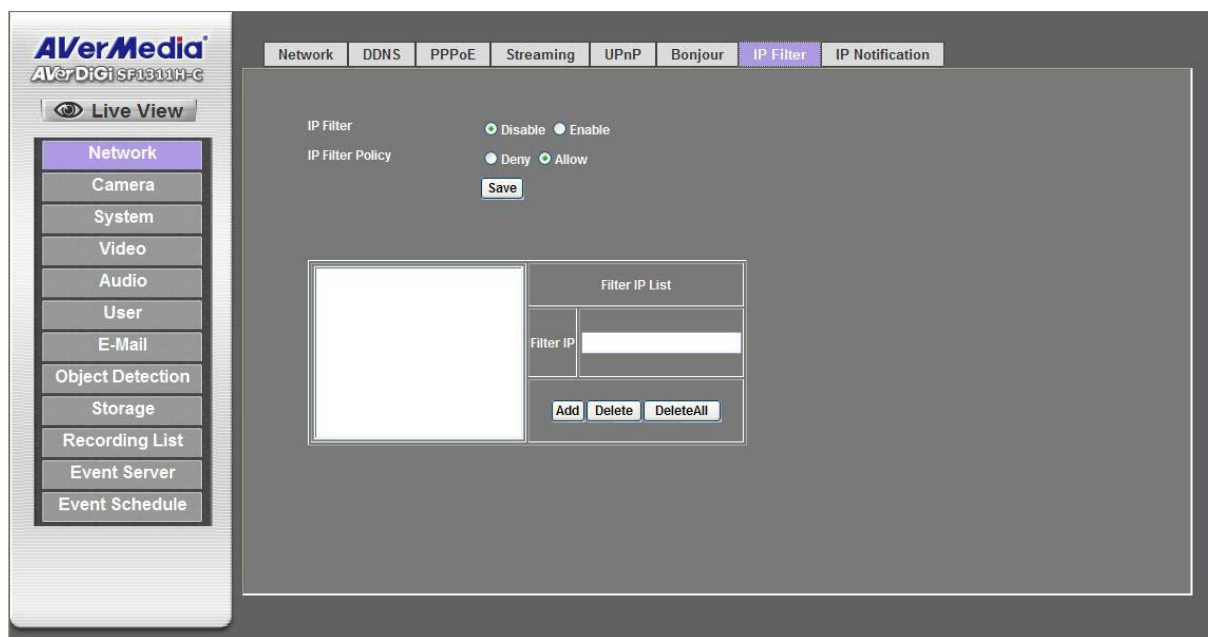 AVerMedia
AVerDiGi SF1311H-C
Live View
Network
Camera
System
Video
Audio
User
E-Mail
Object Detection
Storage
Recording List
Event Server
Event Schedule
Network DDNS PPPoE Streaming UPnP Bonjour IP Filter IP Notification
IP Filter Disable Enable
IP Filter Policy Deny Allow
Save
Filter IP List
Filter IP
Add Delete DeleteAll